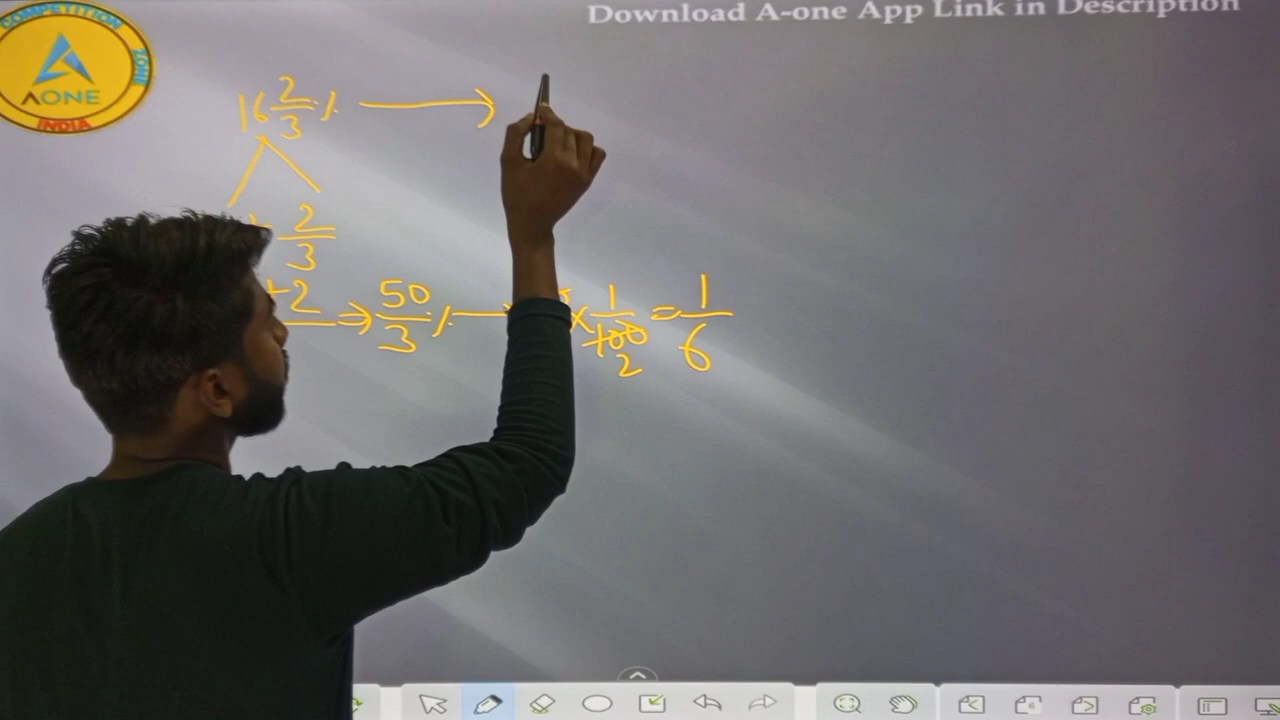 Download A-one App Link in Description
COMPETITION ZONE
AONE
INDIA
16 2/3 % →
+ 2/3
+2 ⇒ 50/3 % → × 1/100 = 1/6
2